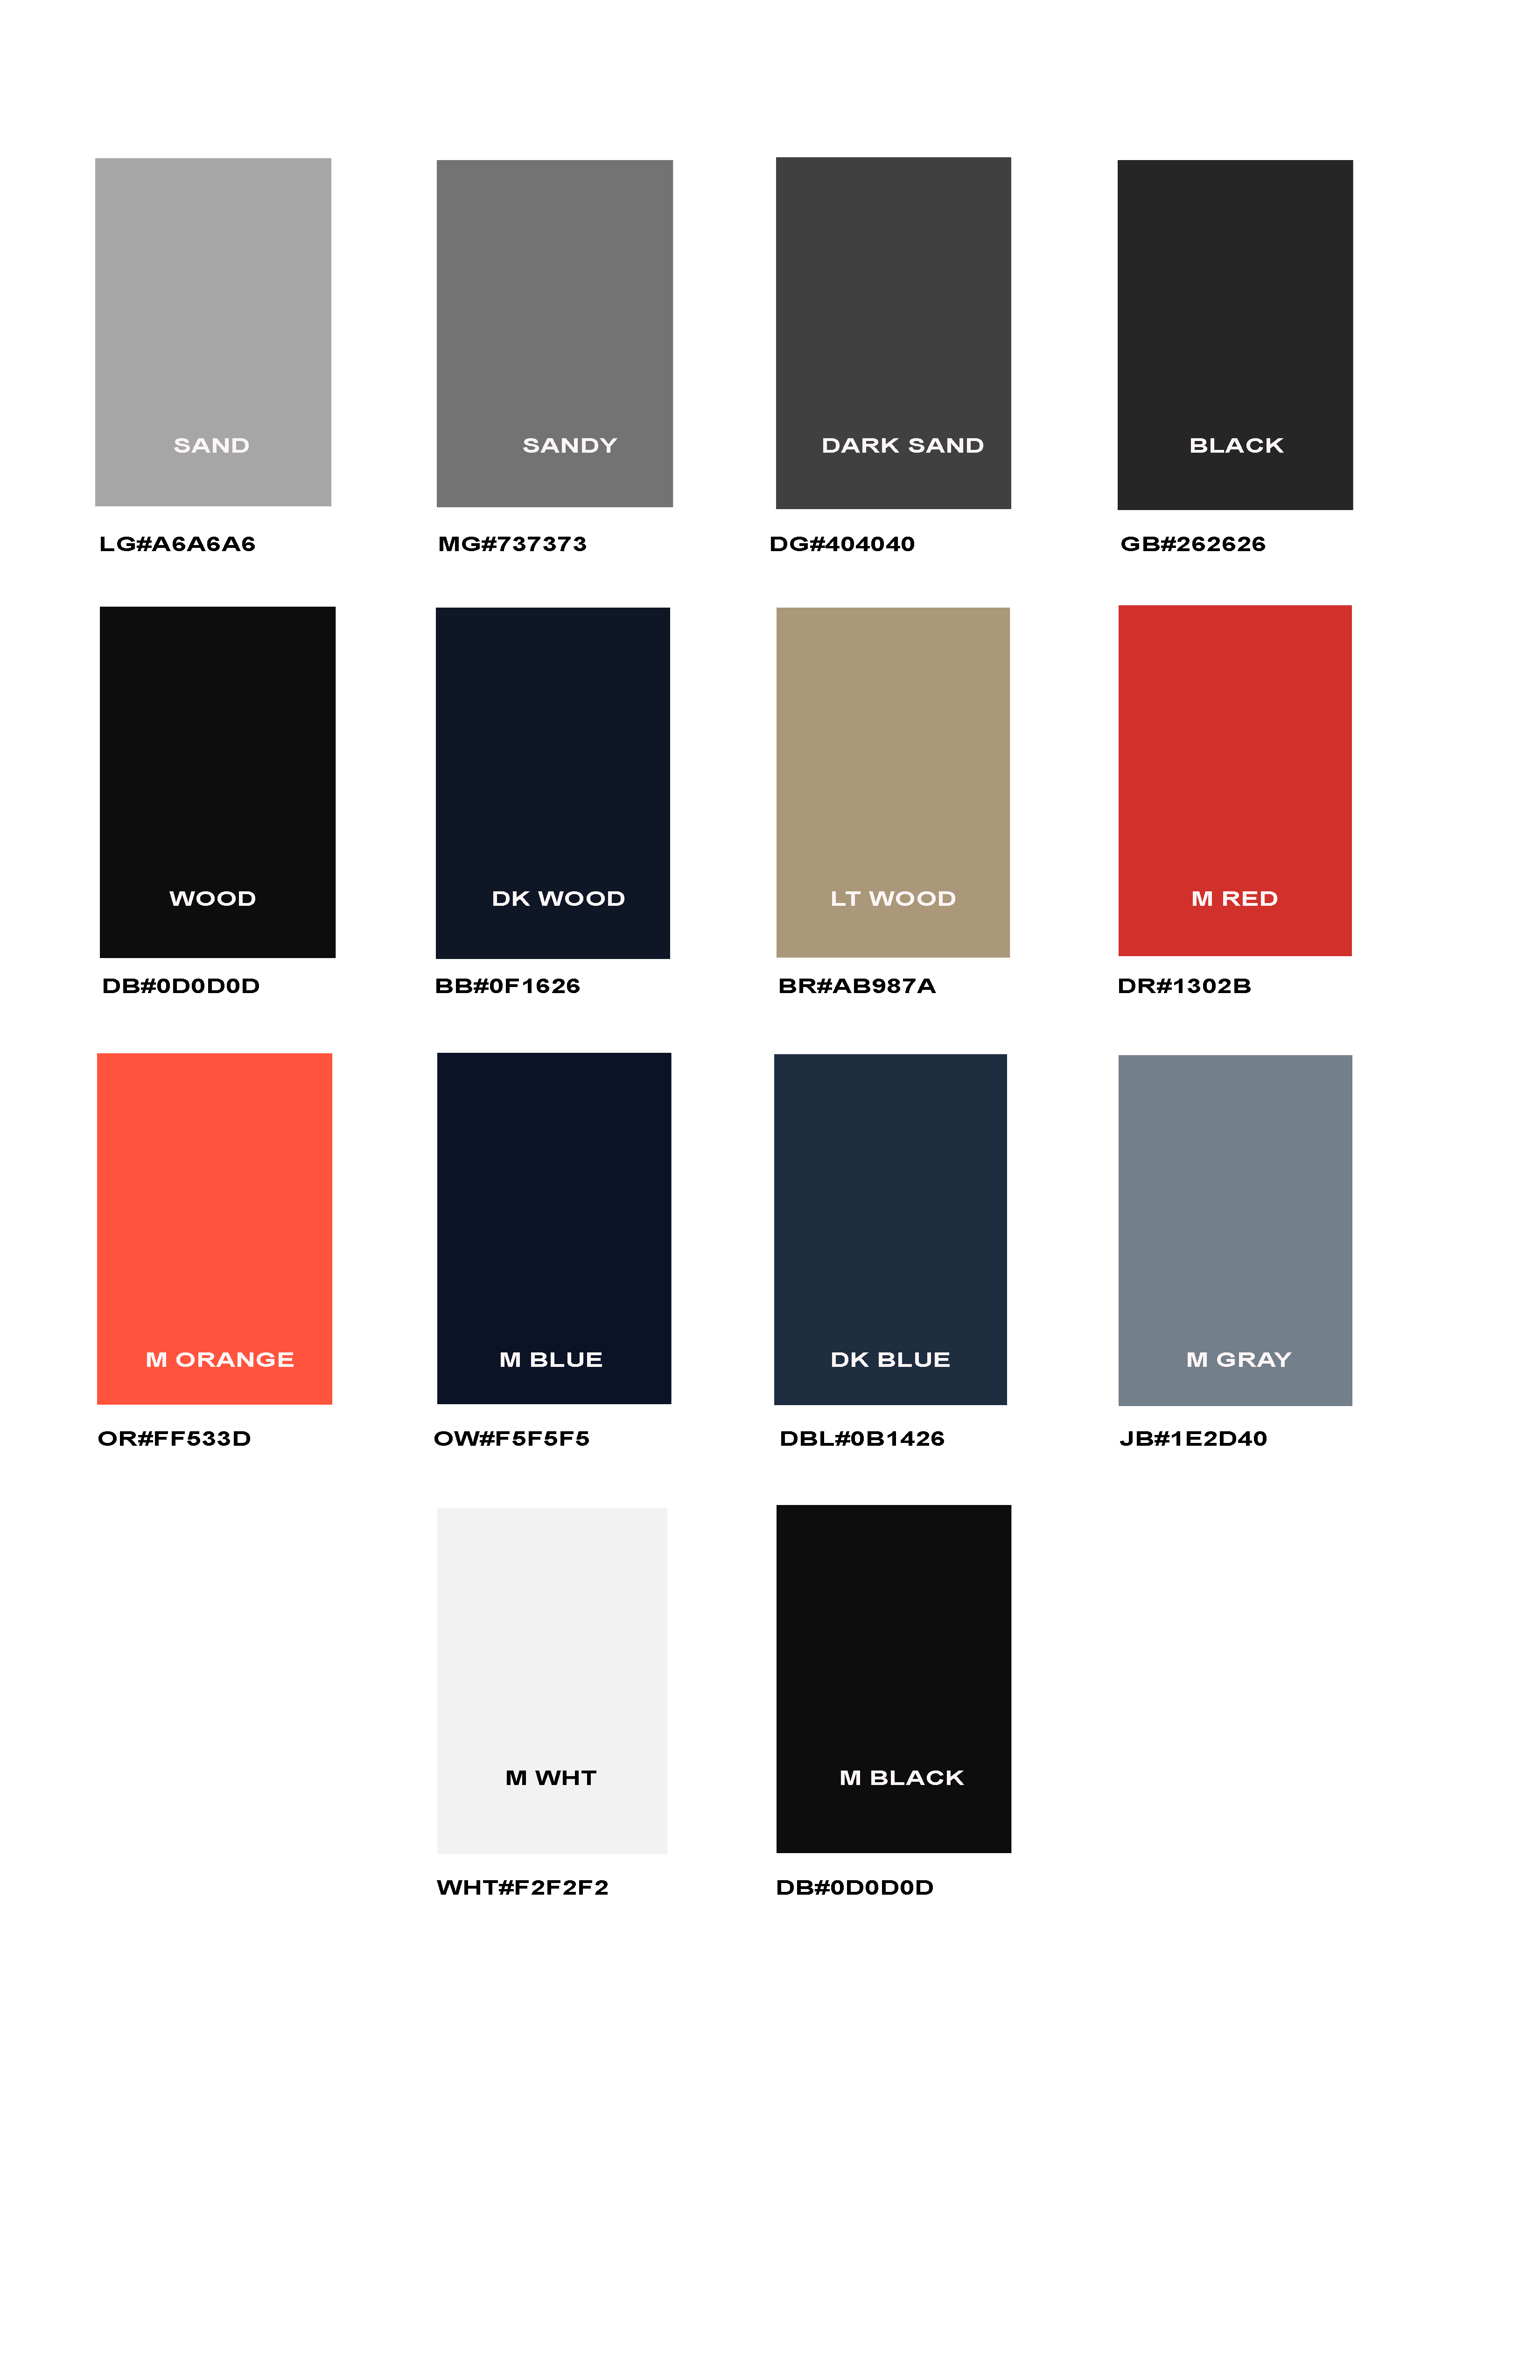 SAND
SANDY
DARK SAND
BLACK
LG#A6A6A6
MG#737373
DG#404040
GB#262626
WOOD
DK WOOD
LT WOOD
M RED
DB#0D0D0D
BB#0F1626
BR#AB987A
DR#1302B
M ORANGE
M BLUE
DK BLUE
M GRAY
OR#FF533D
OW#F5F5F5
DBL#0B1426
JB#1E2D40
M WHT
M BLACK
WHT#F2F2F2
DB#0D0D0D